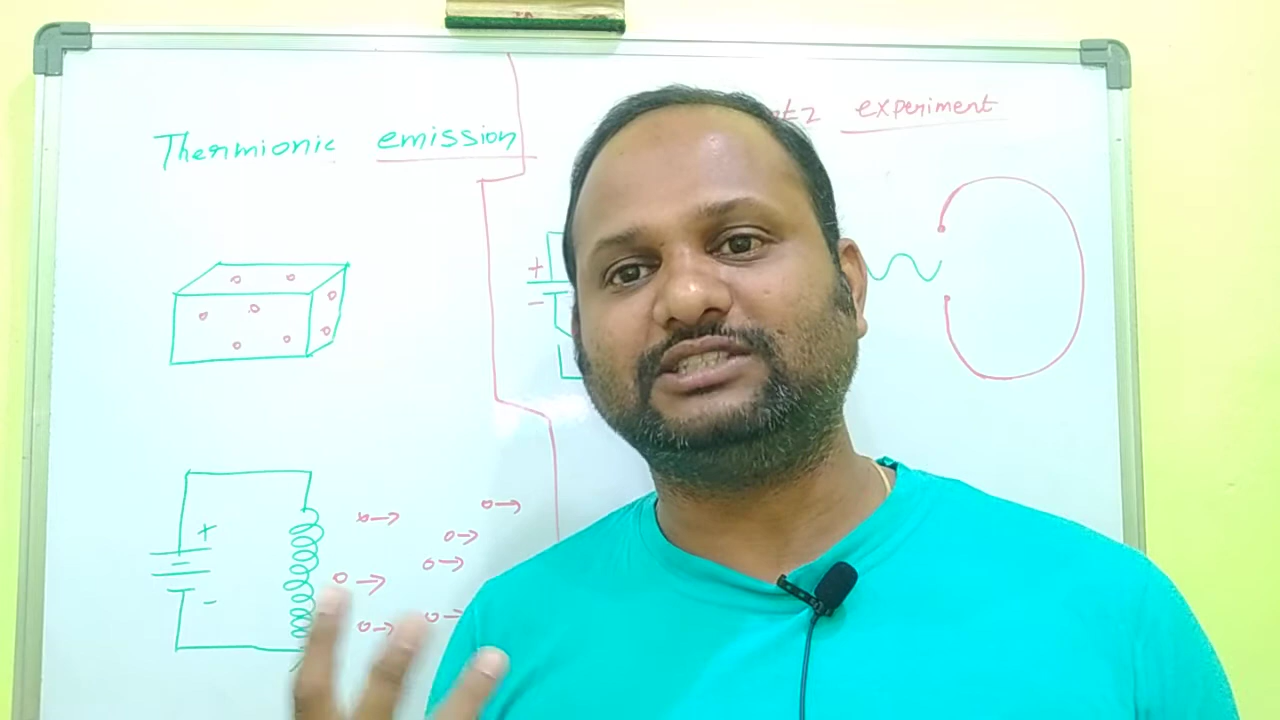 Thermionic emission
experiment
+
-
+
-